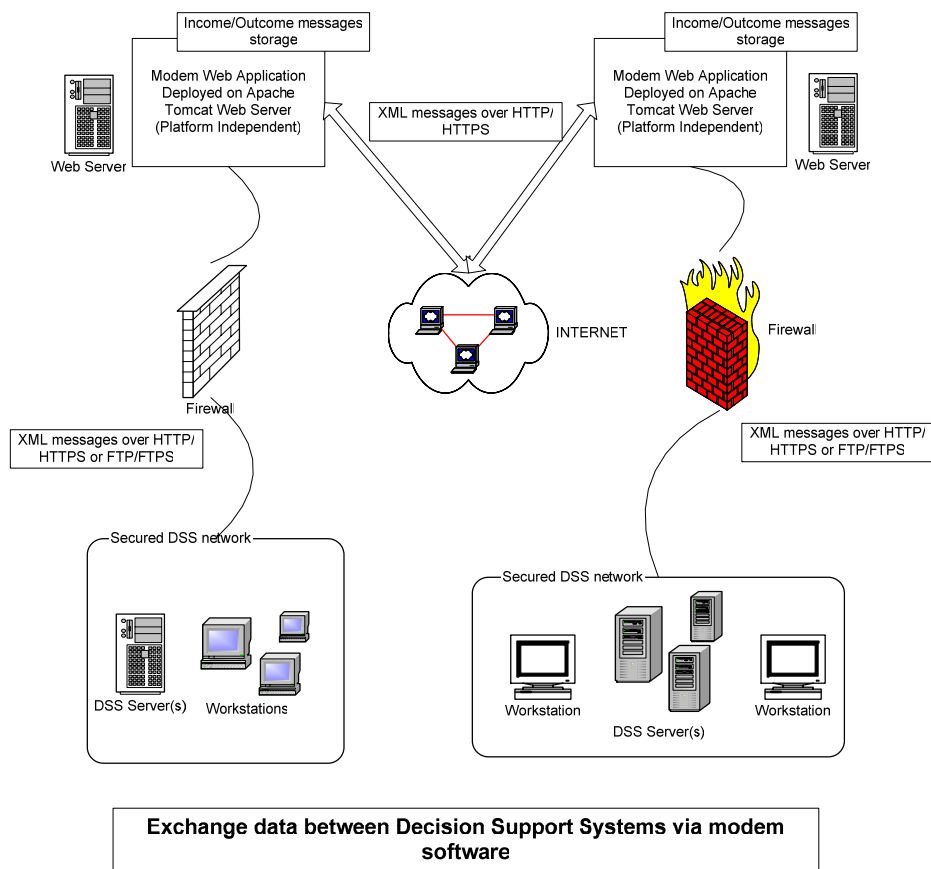 Income/Outcome messages
storage
Modem Web Application
Deployed on Apache
Tomcat Web Server
(Platform Independent)
Web Server
XML messages over HTTP/
HTTPS
Income/Outcome messages
storage
Modem Web Application
Deployed on Apache
Tomcat Web Server
(Platform Independent)
Web Server
INTERNET
Firewall
Firewall
XML messages over HTTP/
HTTPS or FTP/FTPS
XML messages over HTTP/
HTTPS or FTP/FTPS
Secured DSS network
DSS Server(s)
Workstations
Secured DSS network
Workstation
DSS Server(s)
Workstation
Exchange data between Decision Support Systems via modem
software